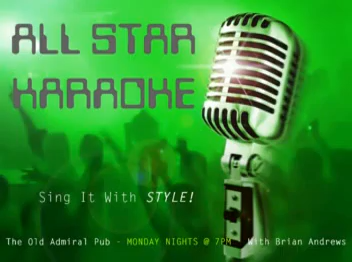 ALL STAR
KARAOKE
Sing It With STYLE!
The Old Admiral Pub - MONDAY NIGHTS @ 7PM - With Brian Andrews